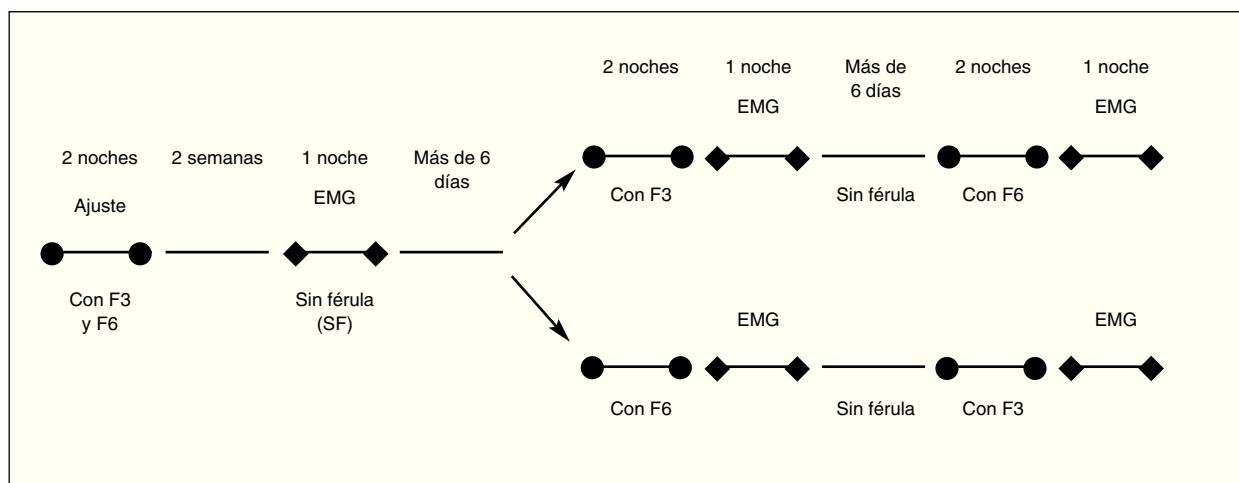 2 noches 1 noche Más de 2 noches 1 noche
6 días
EMG EMG
2 noches 2 semanas 1 noche Más de 6
días
Ajuste EMG
Con F3 Sin férula Con F6
Con F3 Sin férula
y F6 (SF)
EMG EMG
Con F6 Sin férula Con F3